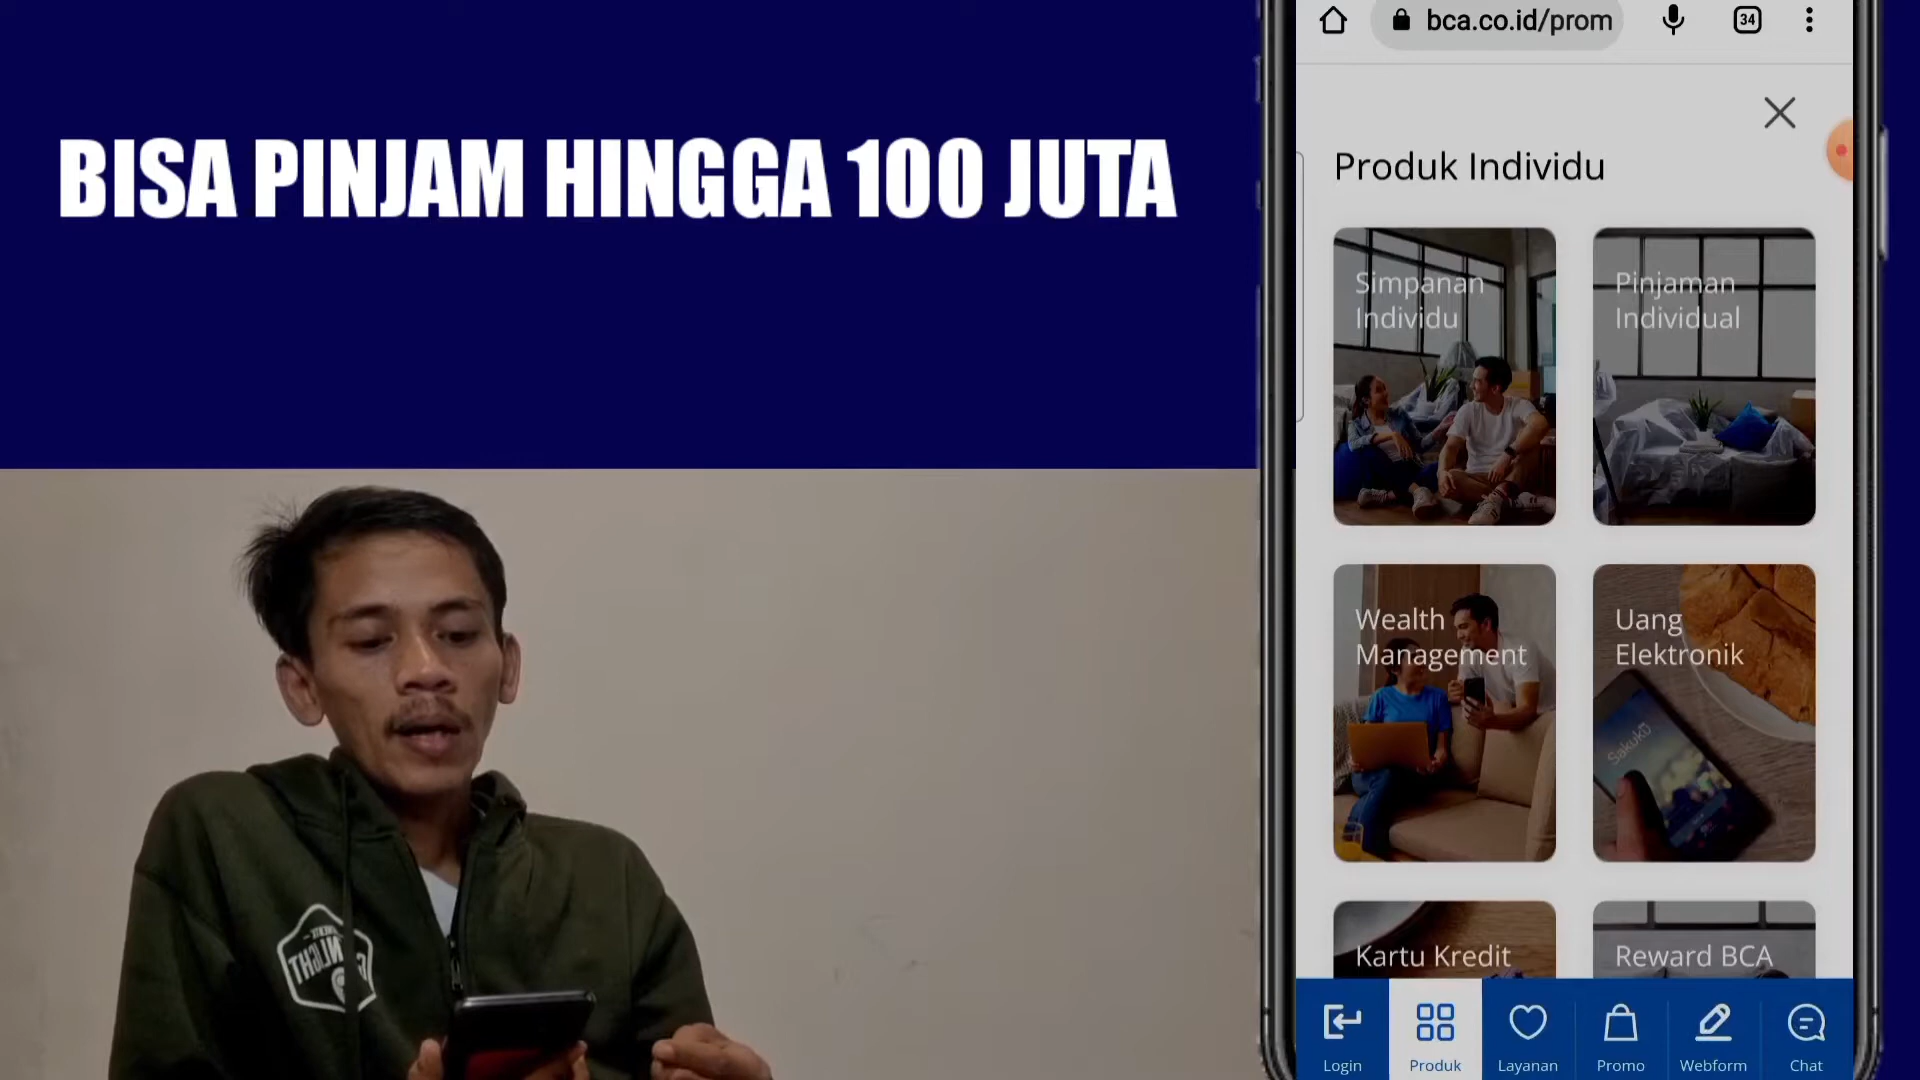 BISA PINJAM HINGGA 100 JUTA
bca.co.id/prom
34
Produk Individu
Simpanan
Individu
Pinjaman
Individual
Wealth
Management
Uang
Elektronik
Sakuku
Kartu Kredit
Reward BCA
Login
Produk
Layanan
Promo
Webform
Chat